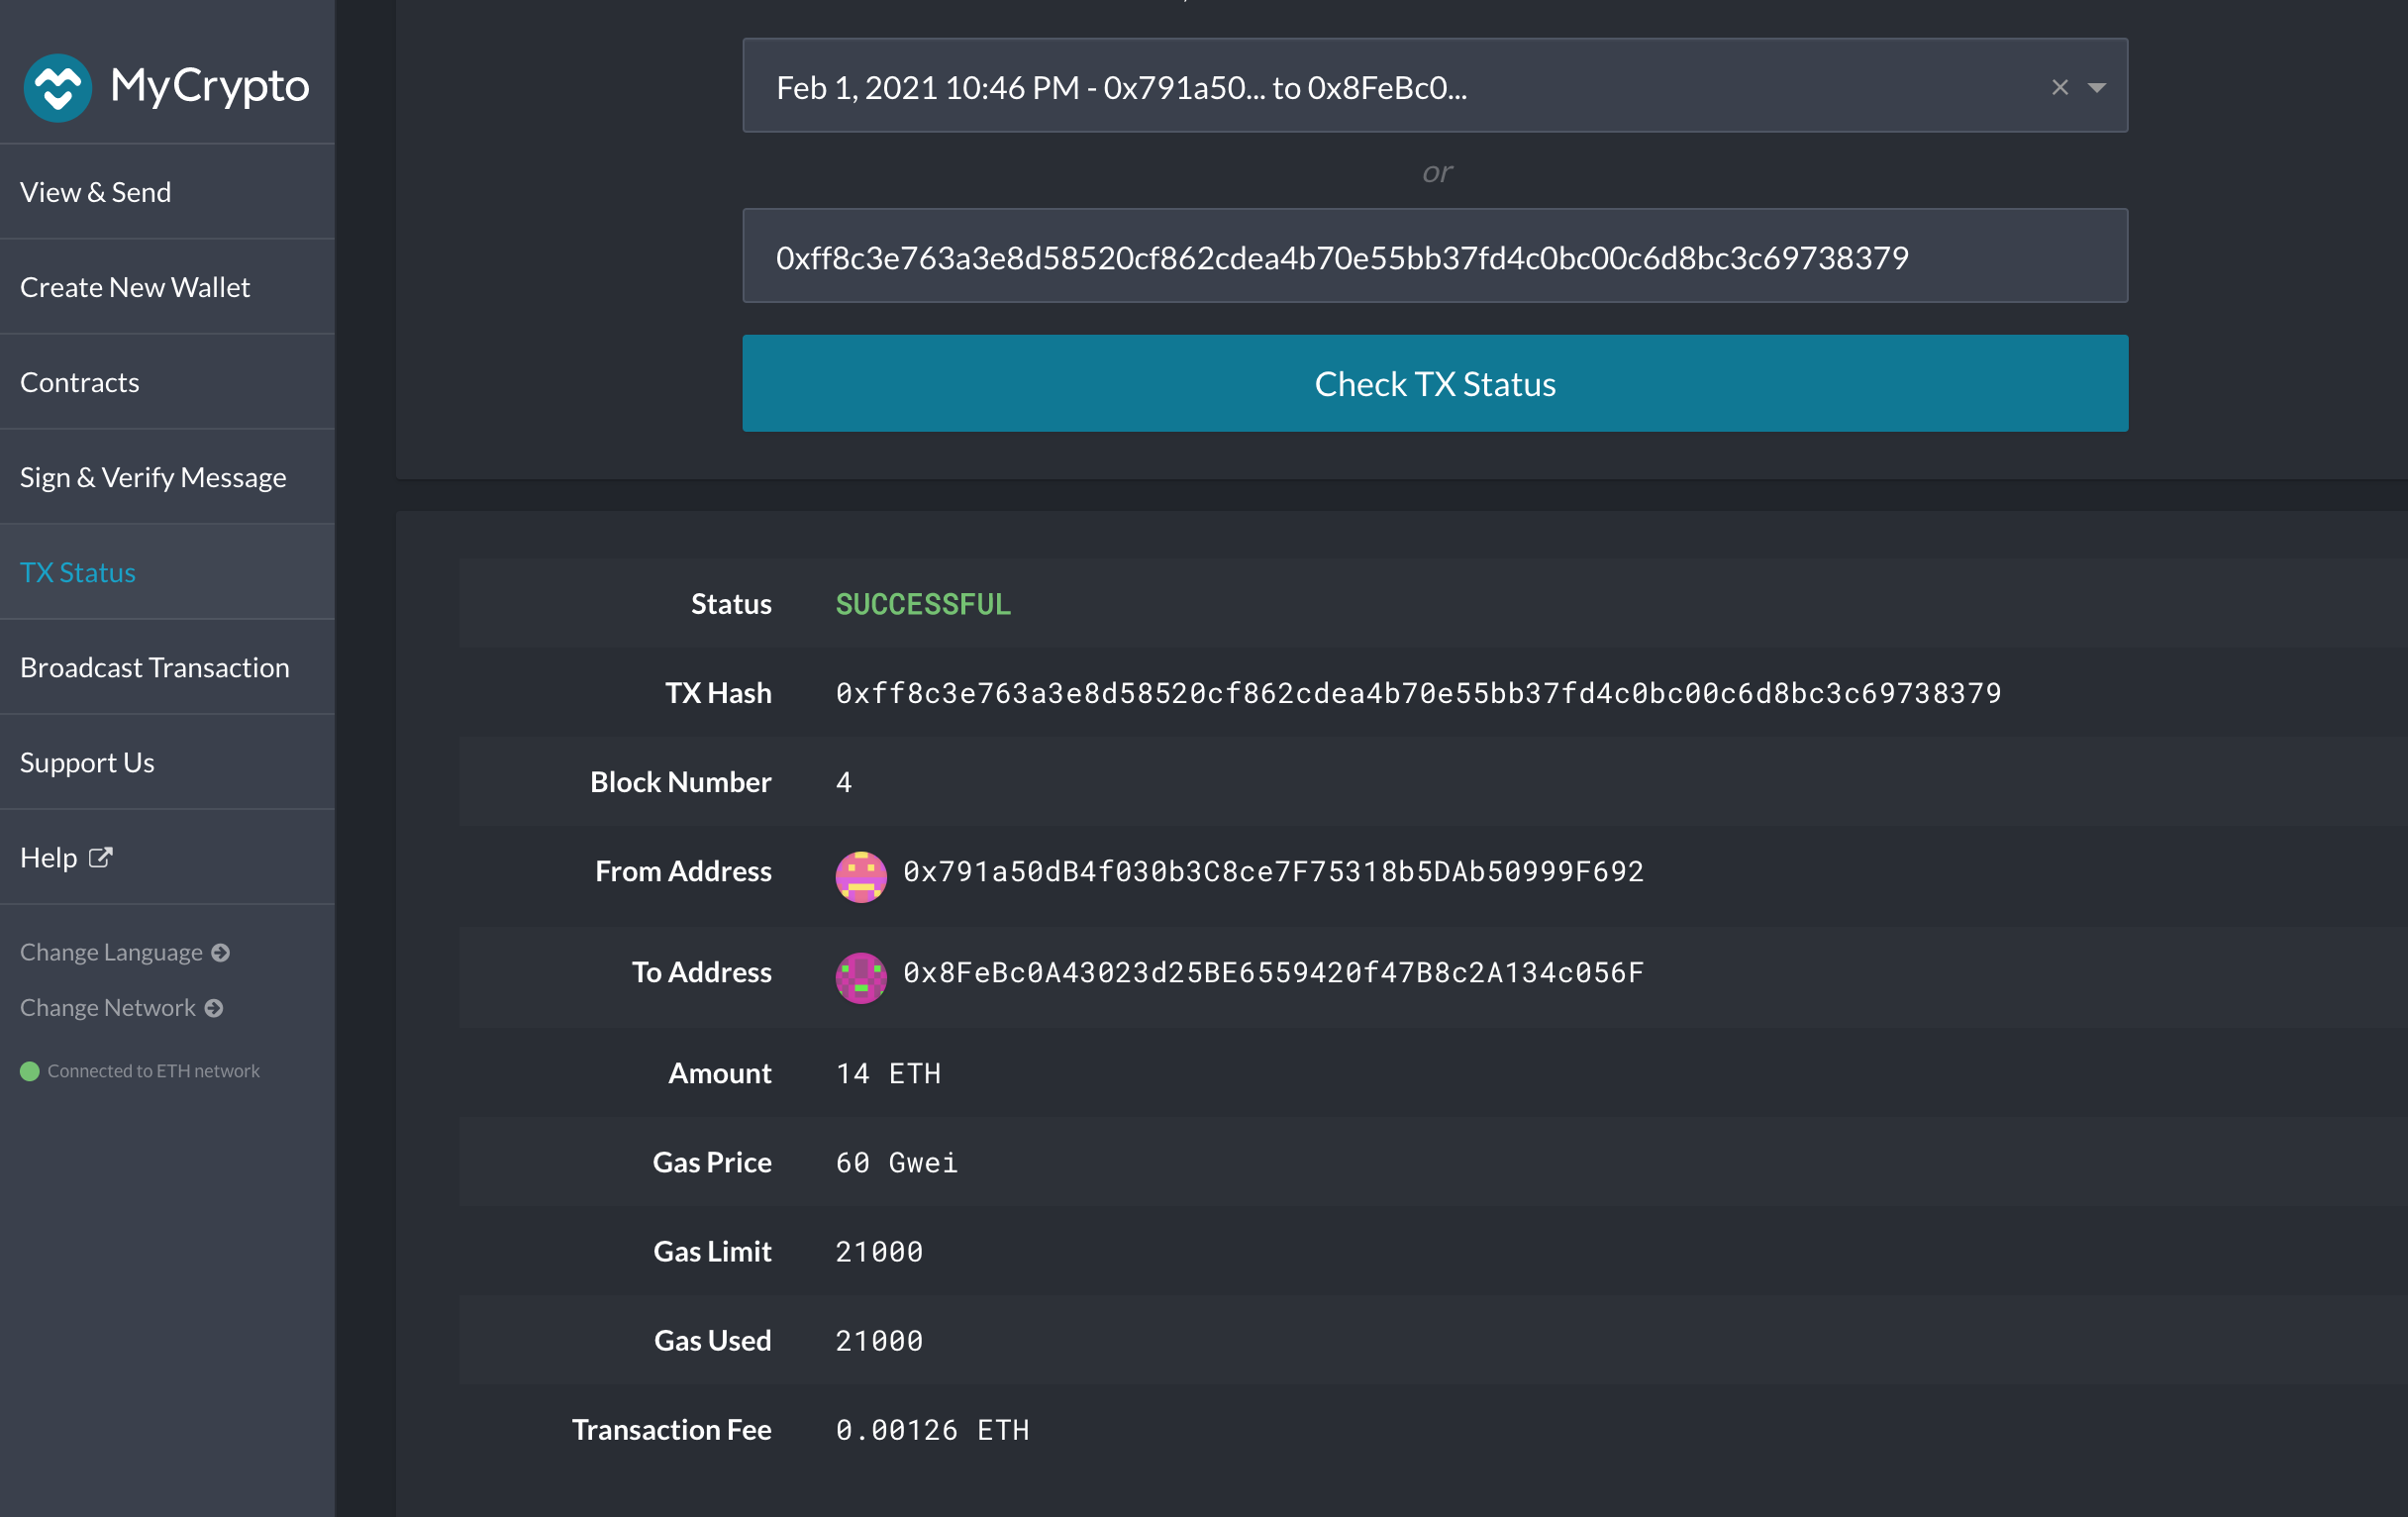 MyCrypto
View & Send
Create New Wallet
Contracts
Sign & Verify Message
TX Status
Broadcast Transaction
Support Us
Help
Change Language
Change Network
Connected to ETH network
Feb 1, 2021 10:46 PM - 0x791a50... to 0x8FeBc0...
or
0xff8c3e763a3e8d58520cf862cdea4b70e55bb37fd4c0bc00c6d8bc3c69738379
Check TX Status
Status SUCCESSFUL
TX Hash 0xff8c3e763a3e8d58520cf862cdea4b70e55bb37fd4c0bc00c6d8bc3c69738379
Block Number 4
From Address 0x791a50dB4f030b3C8ce7F75318b5DAb50999F692
To Address 0x8FeBc0A43023d25BE6559420f47B8c2A134c056F
Amount 14 ETH
Gas Price 60 Gwei
Gas Limit 21000
Gas Used 21000
Transaction Fee 0.00126 ETH